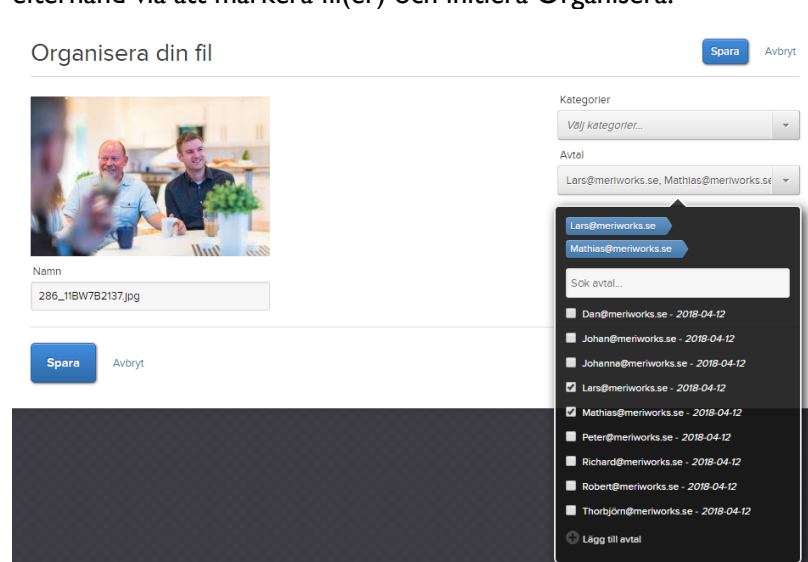 efterhand via att markera fil(er) och initiera Organisera.
Organisera din fil
Spara
Avbryt
Kategorier
Välj kategorier...
Avtal
Lars@meriworks.se, Mathias@meriworks.se
Lars@meriworks.se
Mathias@meriworks.se
Namn
Sök avtal...
286_11BW7B2137.jpg
Dan@meriworks.se - 2018-04-12
Johan@meriworks.se - 2018-04-12
Spara
Avbryt
Johanna@meriworks.se - 2018-04-12
Lars@meriworks.se - 2018-04-12
Mathias@meriworks.se - 2018-04-12
Peter@meriworks.se - 2018-04-12
Richard@meriworks.se - 2018-04-12
Robert@meriworks.se - 2018-04-12
Thorbjörn@meriworks.se - 2018-04-12
Lägg till avtal